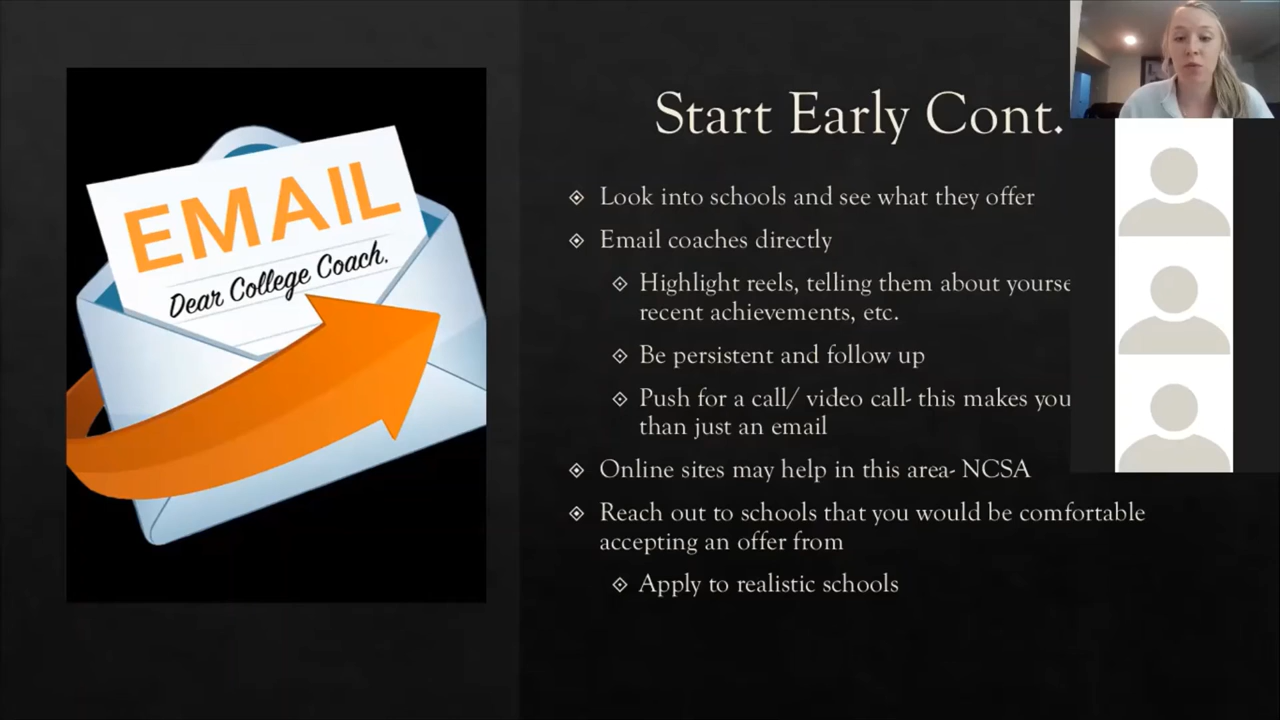 EMAIL
Dear College Coach.
Start Early Cont.
Look into schools and see what they offer
Email coaches directly
Highlight reels, telling them about yourse
recent achievements, etc.
Be persistent and follow up
Push for a call/ video call- this makes you
than just an email
Online sites may help in this area- NCSA
Reach out to schools that you would be comfortable
accepting an offer from
Apply to realistic schools